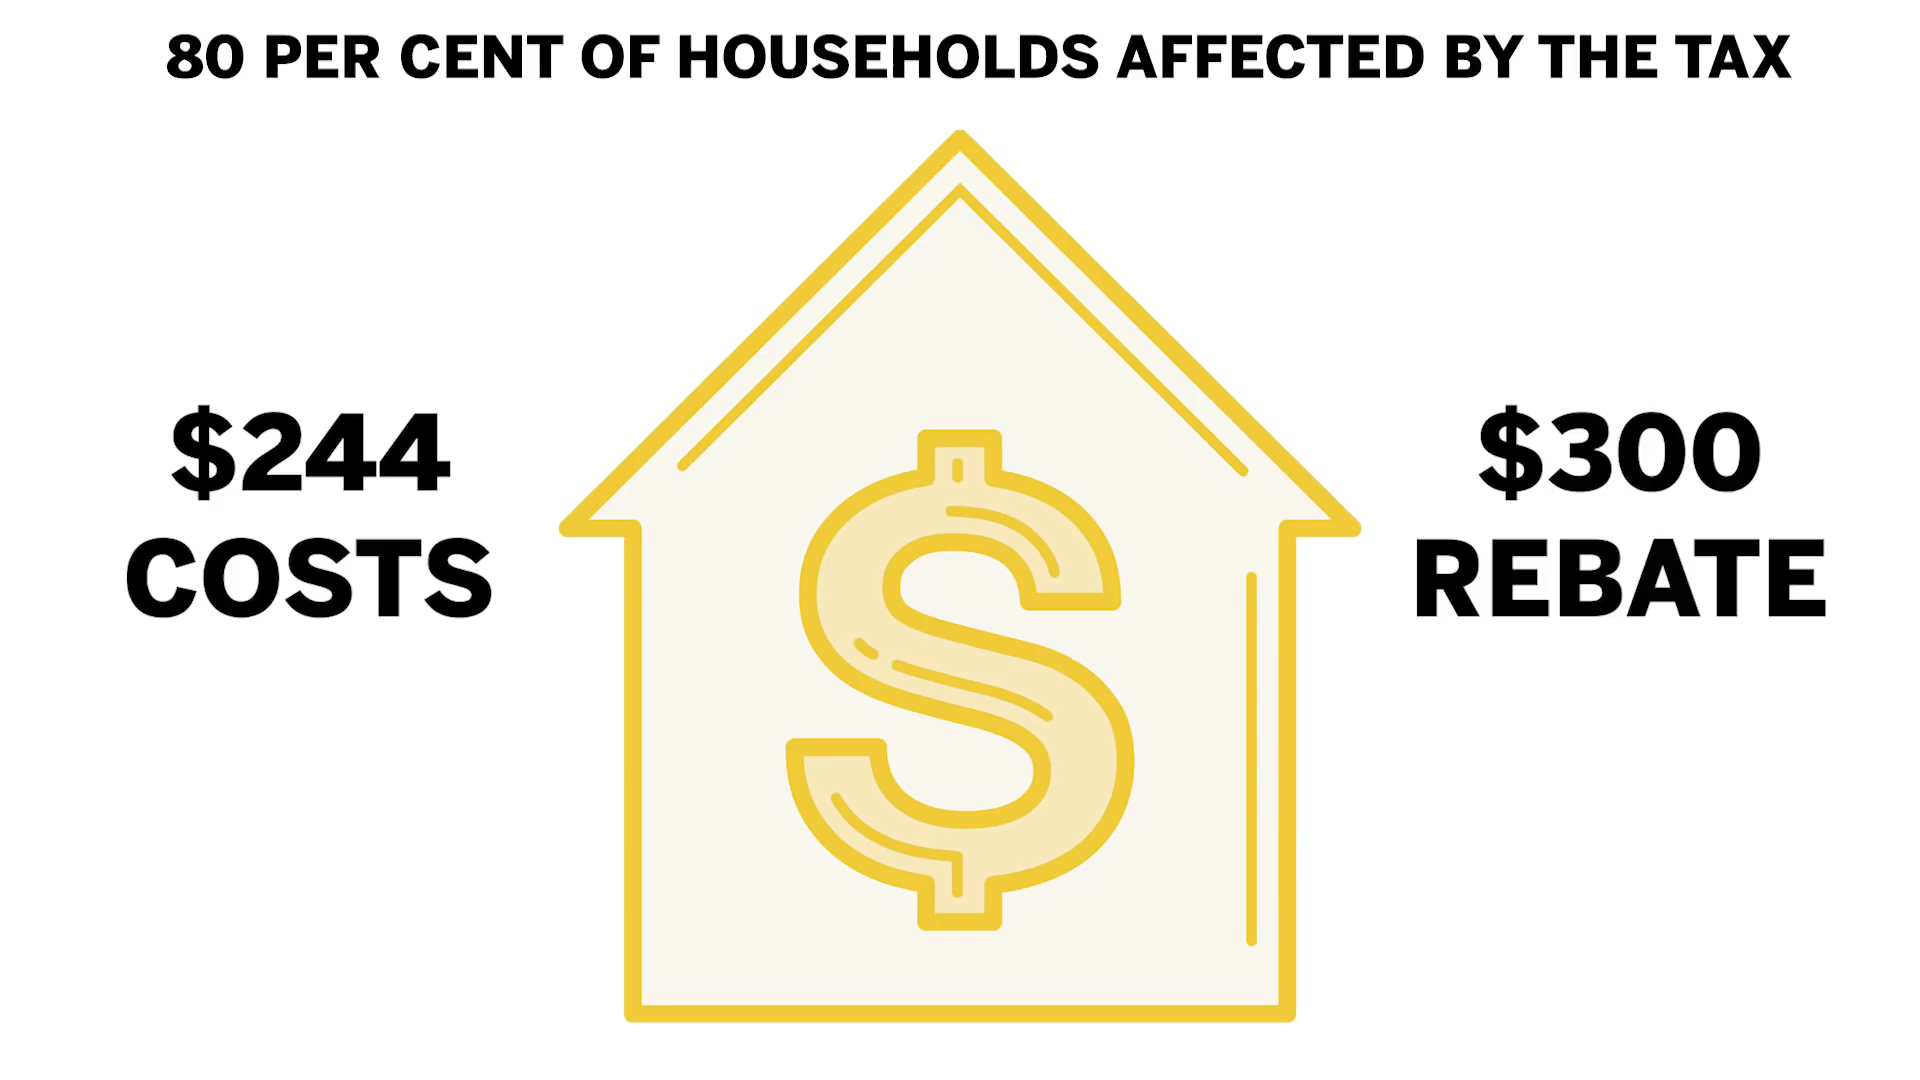 80 PER CENT OF HOUSEHOLDS AFFECTED BY THE TAX
$244
COSTS
$300
REBATE